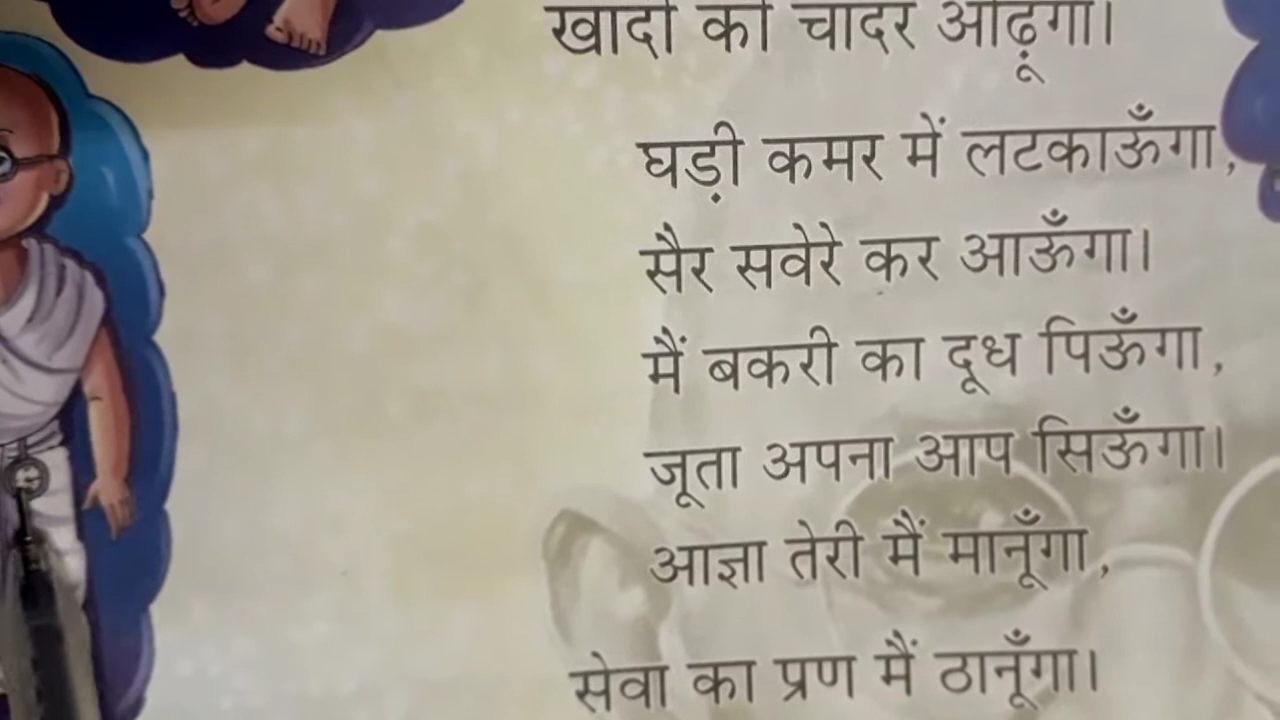 खादी की चादर ओढ़ूंगा।
घड़ी कमर में लटकाऊँगा,
सैर सवेरे कर आऊँगा।
मैं बकरी का दूध पिऊँगा,
जूता अपना आप सिऊँगा।
आज्ञा तेरी मैं मानूँगा,
सेवा का प्रण मैं ठानूँगा।